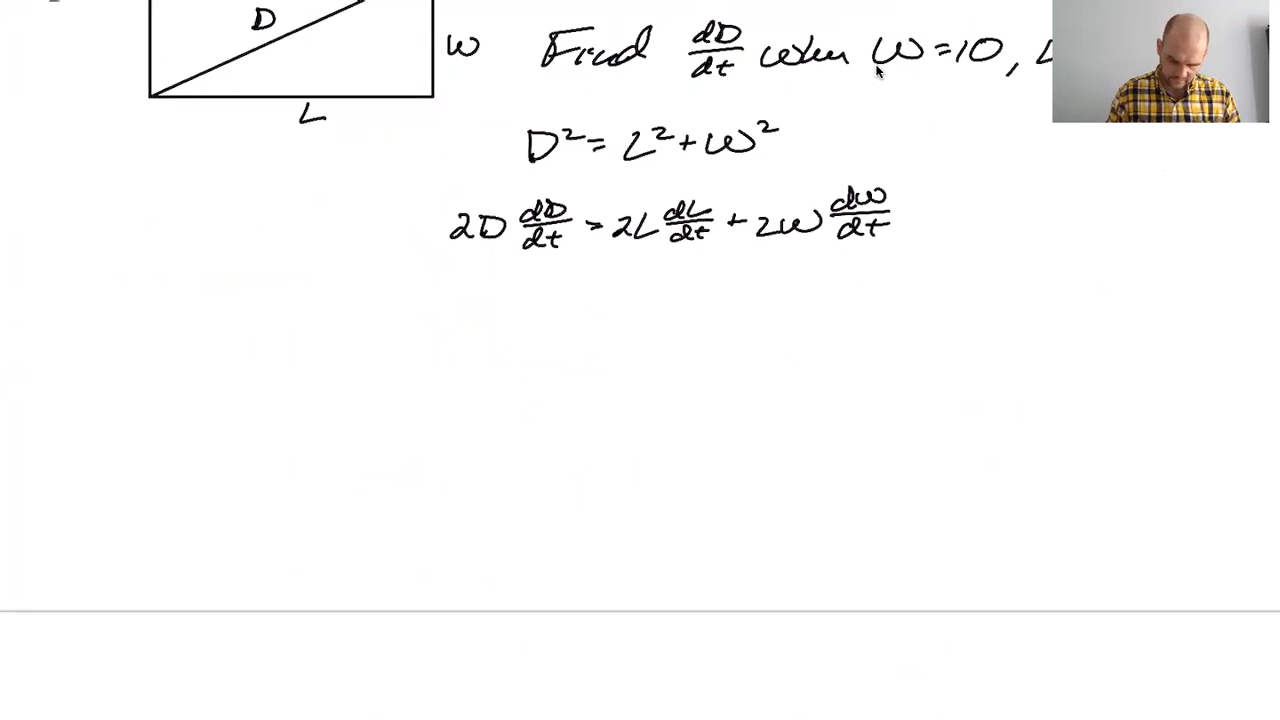 D
W
L
Find dD/dt when W=10,
D² = L² + W²
2D dD/dt = 2L dL/dt + 2W dW/dt